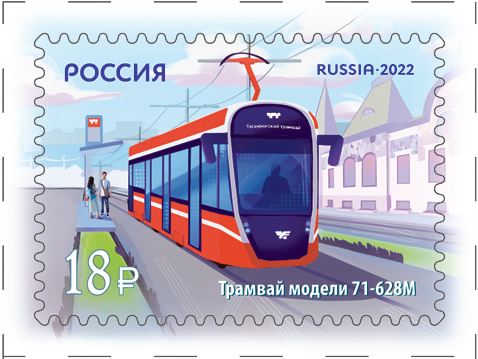 РОССИЯ
RUSSIA·2022
Таганрогский трамвай
18₽
Трамвай модели 71-628М